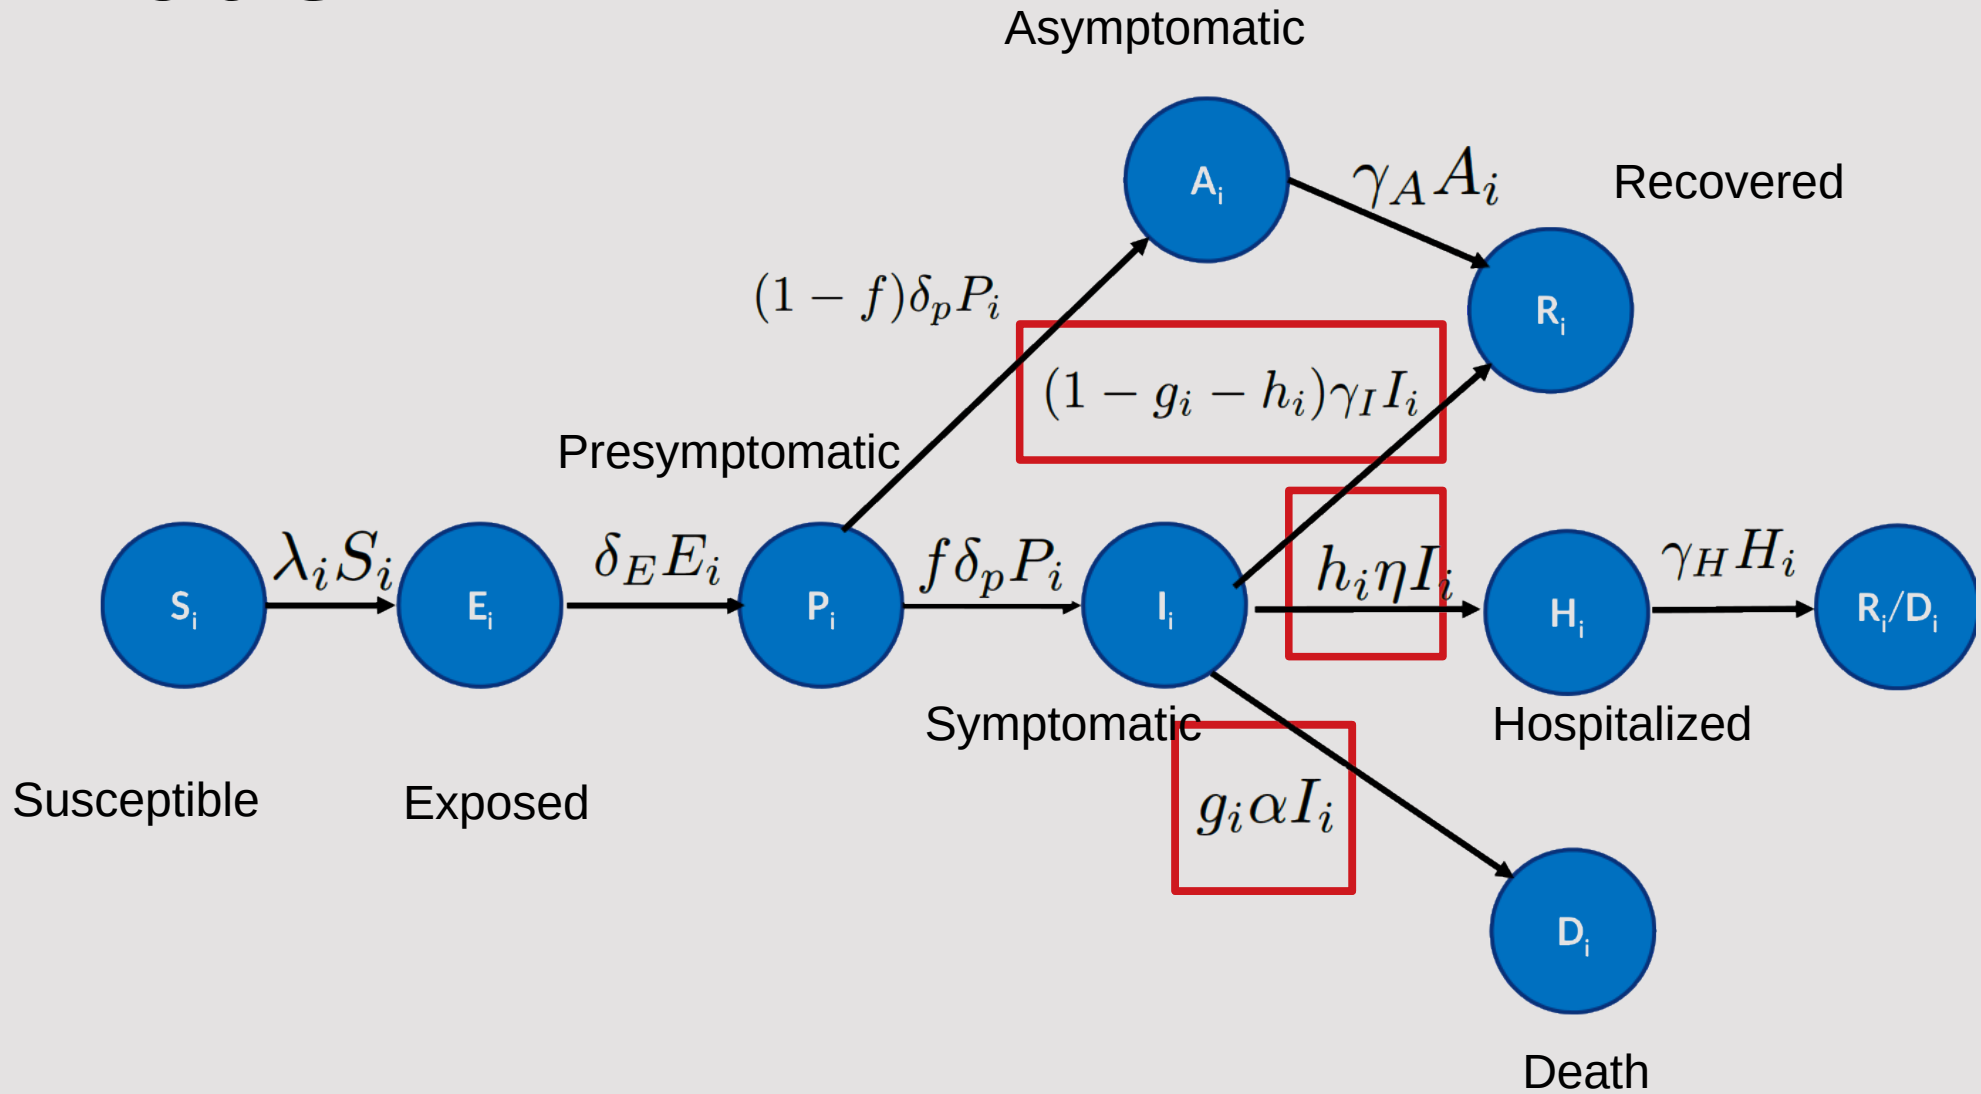 Asymptomatic
A_i
γ_A A_i
Recovered
(1 − f)δ_p P_i
R_i
(1 − g_i − h_i)γ_I I_i
Presymptomatic
λ_i S_i
δ_E E_i
f δ_p P_i
h_i η I_i
γ_H H_i
S_i
E_i
P_i
I_i
H_i
R_i/D_i
Symptomatic
Hospitalized
Susceptible
Exposed
g_i α I_i
D_i
Death